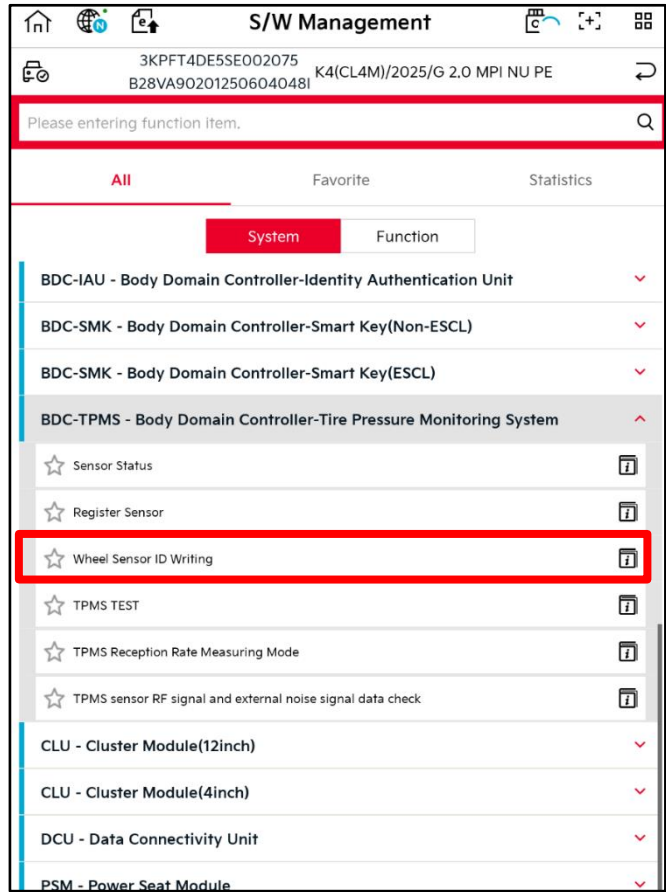 S/W Management
3KPFT4DE5SE002075
B28VA90201250604048I
K4(CL4M)/2025/G 2.0 MPI NU PE
Please entering function item.
All
Favorite
Statistics
System
Function
BDC-IAU - Body Domain Controller-Identity Authentication Unit
BDC-SMK - Body Domain Controller-Smart Key(Non-ESCL)
BDC-SMK - Body Domain Controller-Smart Key(ESCL)
BDC-TPMS - Body Domain Controller-Tire Pressure Monitoring System
Sensor Status
Register Sensor
Wheel Sensor ID Writing
TPMS TEST
TPMS Reception Rate Measuring Mode
TPMS sensor RF signal and external noise signal data check
CLU - Cluster Module(12inch)
CLU - Cluster Module(4inch)
DCU - Data Connectivity Unit
PSM - Power Seat Module